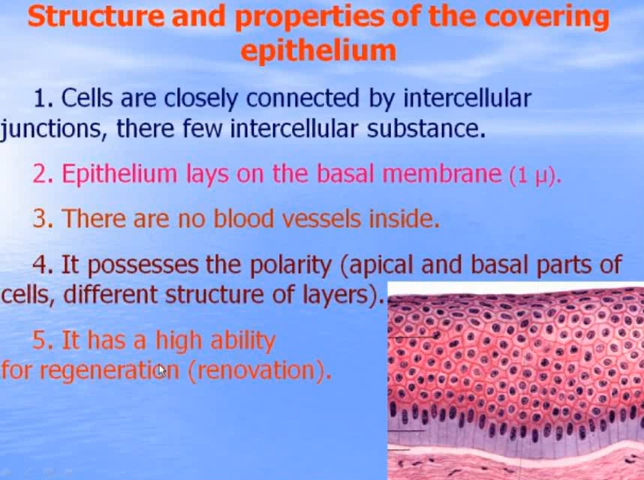 Structure and properties of the covering
epithelium
1. Cells are closely connected by intercellular
junctions, there few intercellular substance.
2. Epithelium lays on the basal membrane (1 μ).
3. There are no blood vessels inside.
4. It possesses the polarity (apical and basal parts of
cells, different structure of layers).
5. It has a high ability
for regeneration (renovation).